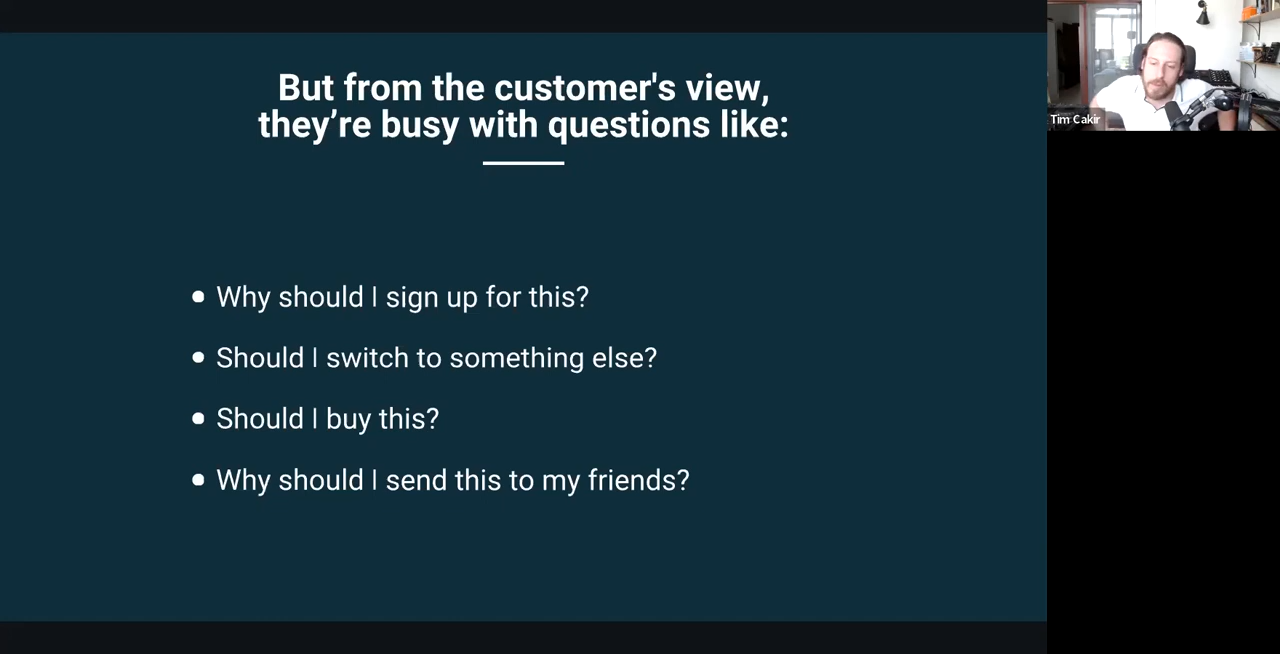 But from the customer's view,
they’re busy with questions like:
Why should I sign up for this?
Should I switch to something else?
Should I buy this?
Why should I send this to my friends?
Tim Cakir